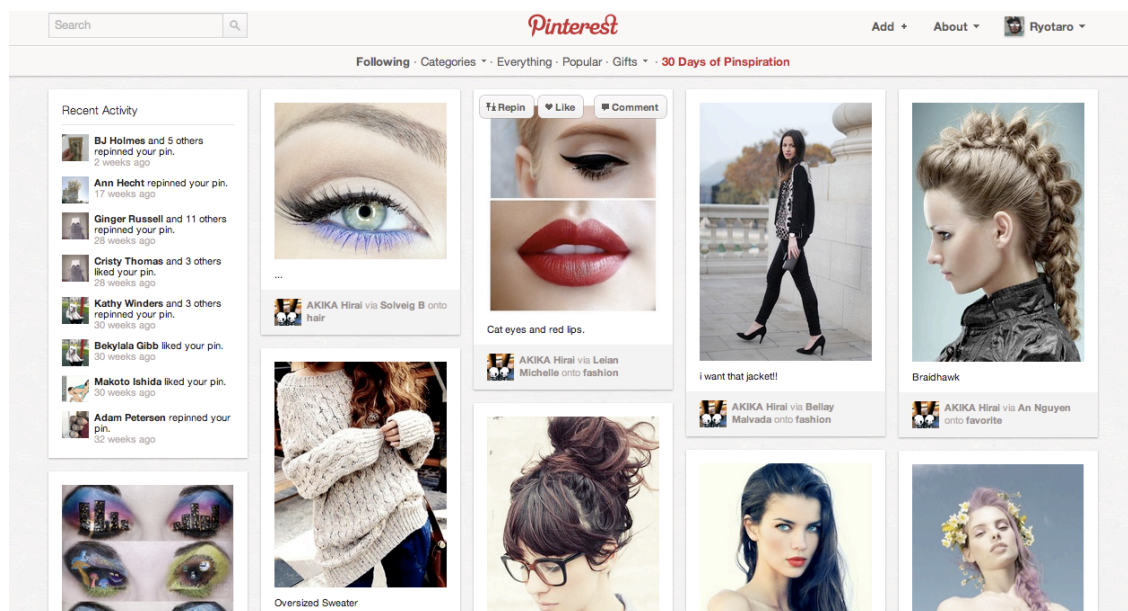 Search
Pinterest
Add +
About
Ryotaro
Following · Categories · Everything · Popular · Gifts · 30 Days of Pinspiration
Recent Activity
BJ Holmes and 5 others
repinned your pin.
2 weeks ago
Ann Hecht repinned your pin.
17 weeks ago
Ginger Russell and 11 others
repinned your pin.
28 weeks ago
Cristy Thomas and 3 others
liked your pin.
28 weeks ago
Kathy Winders and 3 others
repinned your pin.
30 weeks ago
Bekylala Gibb liked your pin.
30 weeks ago
Makoto Ishida liked your pin.
30 weeks ago
Adam Petersen repinned your
pin.
32 weeks ago
...
AKIKA Hirai via Solveig B onto
hair
Oversized Sweater
Repin
Like
Comment
Cat eyes and red lips.
AKIKA Hirai via Leian
Michelle onto fashion
i want that jacket!!
AKIKA Hirai via Bellay
Malvada onto fashion
Braidhawk
AKIKA Hirai via An Nguyen
onto favorite